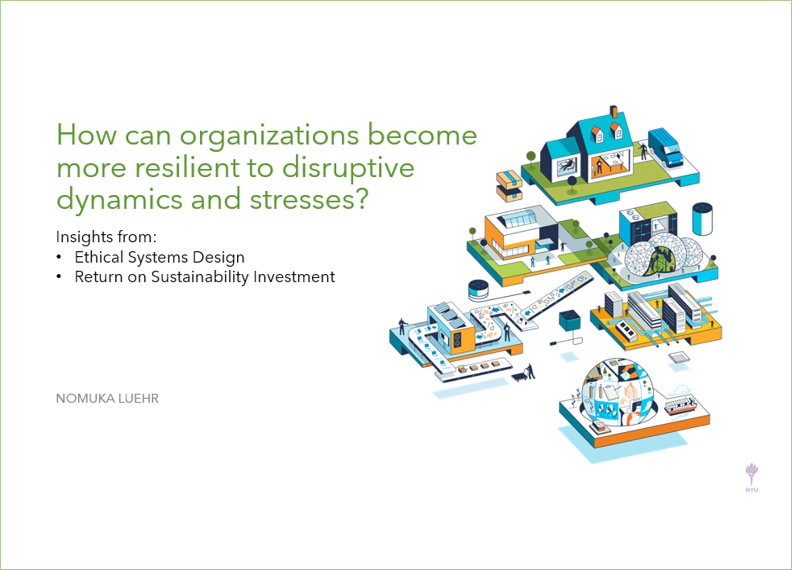 How can organizations become
more resilient to disruptive
dynamics and stresses?
Insights from:
• Ethical Systems Design
• Return on Sustainability Investment
NOMUKA LUEHR
NYU